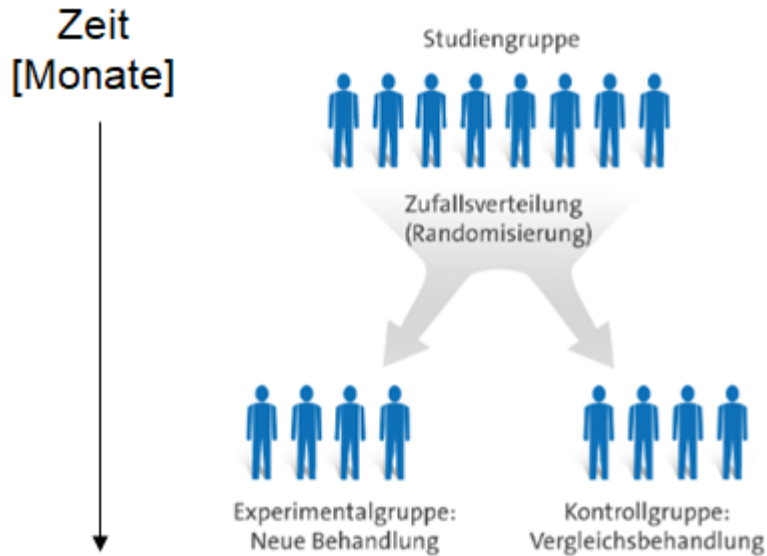 Zeit
[Monate]
Studiengruppe
Zufallsverteilung
(Randomisierung)
Experimentalgruppe:
Neue Behandlung
Kontrollgruppe:
Vergleichsbehandlung